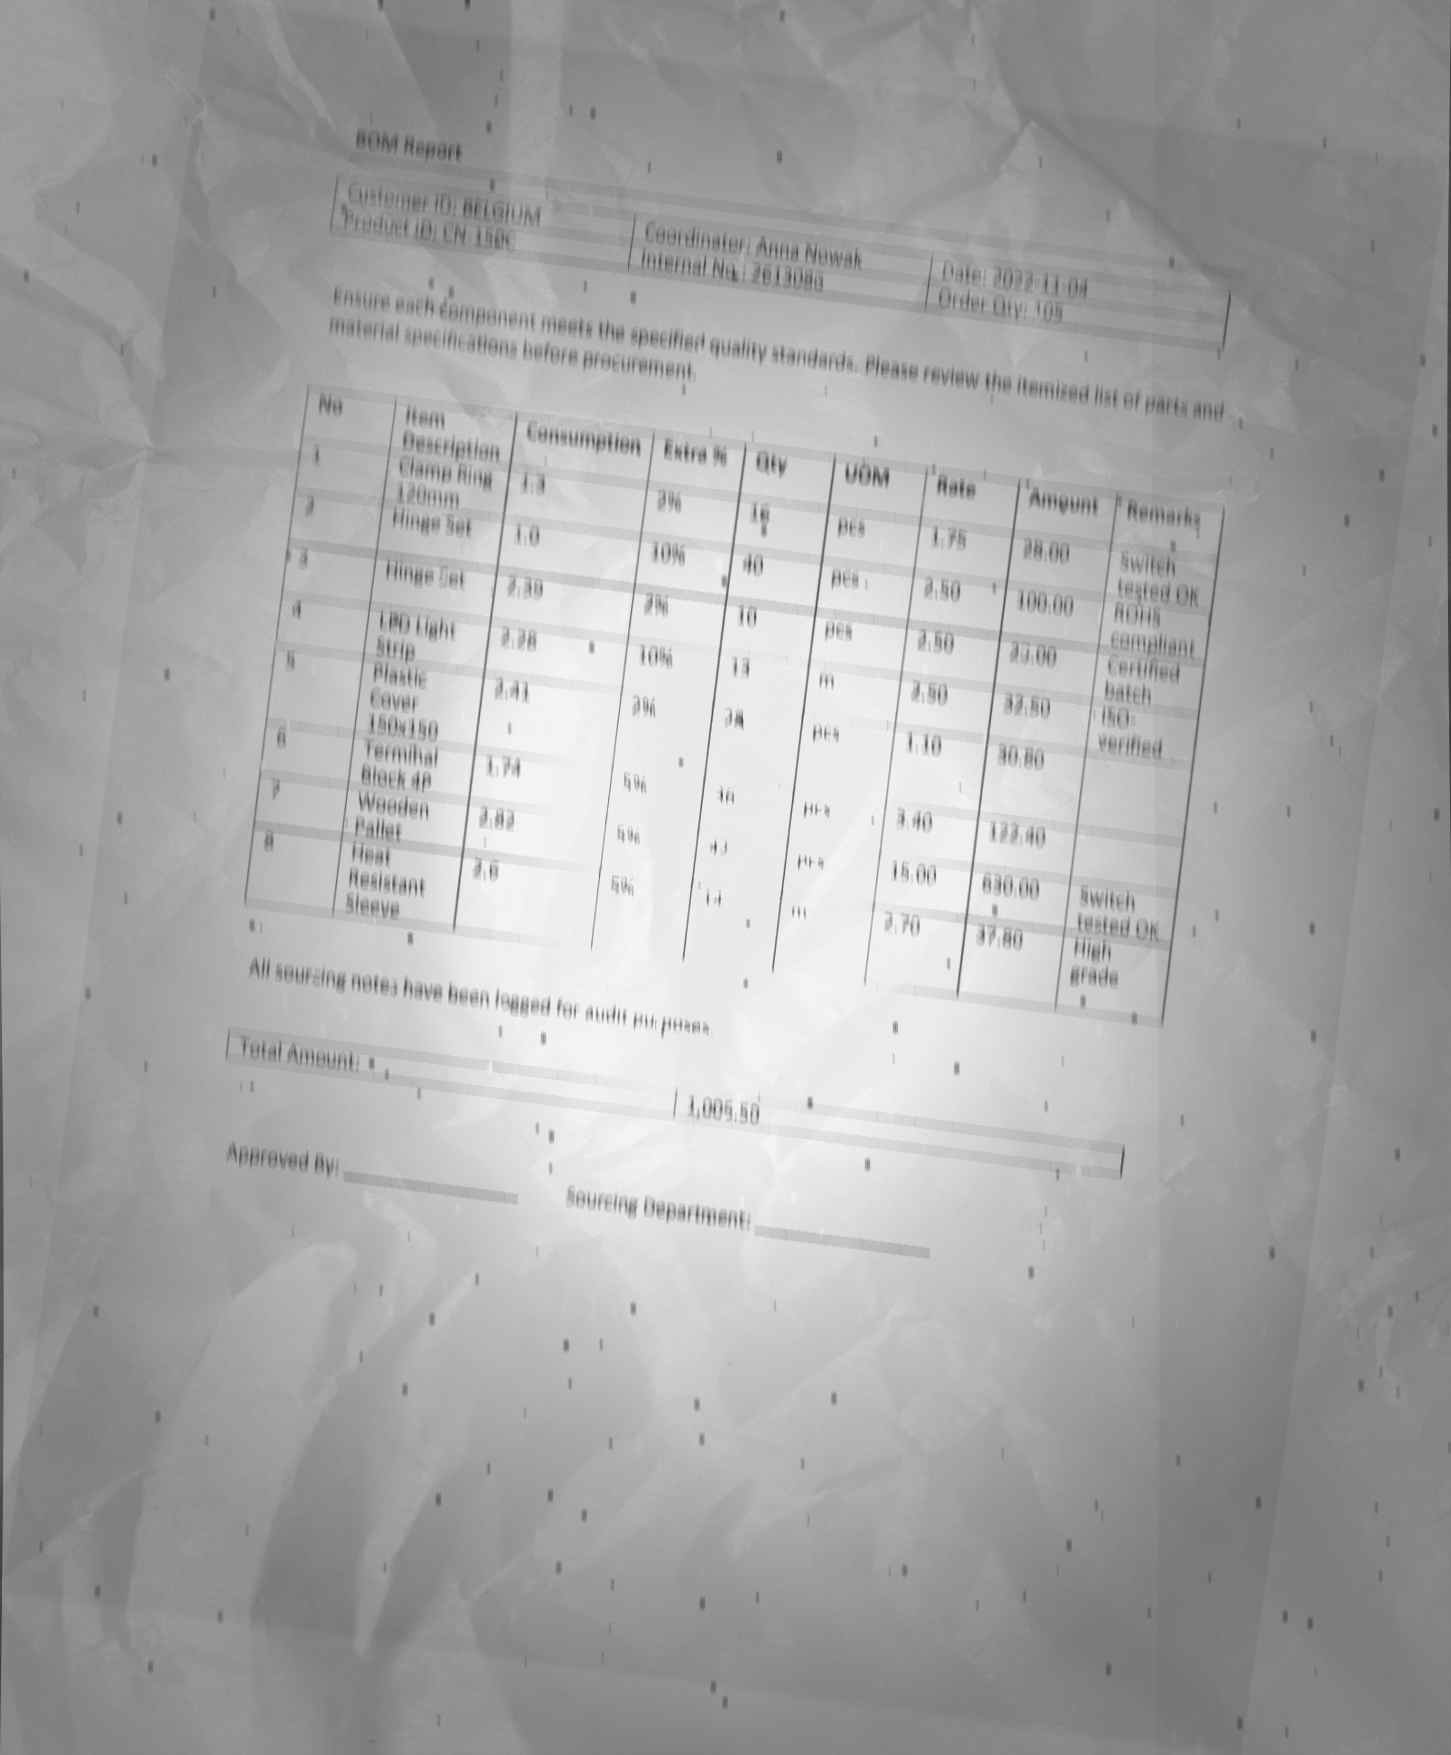 BOM Report
Customer ID: BELGIUM
Product ID: CN_150C
Coordinator: Anna Nowak
Internal No.: 2613080
Date: 2022-11-04
Order Qty: 105
Ensure each component meets the specified quality standards. Please review the itemized list of parts and
material specifications before procurement.
No Item Description Consumption Extra % Qty UOM Rate Amount Remarks
1 Clamp Ring 120mm 1.3 2% 16 pcs 1.75 28.00 Switch tested OK
2 Hinge Set 1.0 10% 40 pcs 2.50 100.00 ROHS compliant
3 Hinge Set 2.39 2% 10 pcs 2.50 25.00 Certified batch
4 LED Light Strip 2.28 10% 13 m 2.50 32.50 ISO verified
5 Plastic Cover 150x150 2.41 2% 28 pcs 1.10 30.80
6 Terminal Block 4P 1.74 5% 36 pcs 3.40 122.40
7 Wooden Pallet 2.82 5% 42 pcs 15.00 630.00 Switch tested OK
8 Heat Resistant Sleeve 2.6 5% 14 m 2.70 37.80 High grade
All sourcing notes have been logged for audit purposes.
Total Amount: 1,006.50
Approved By:
Sourcing Department: